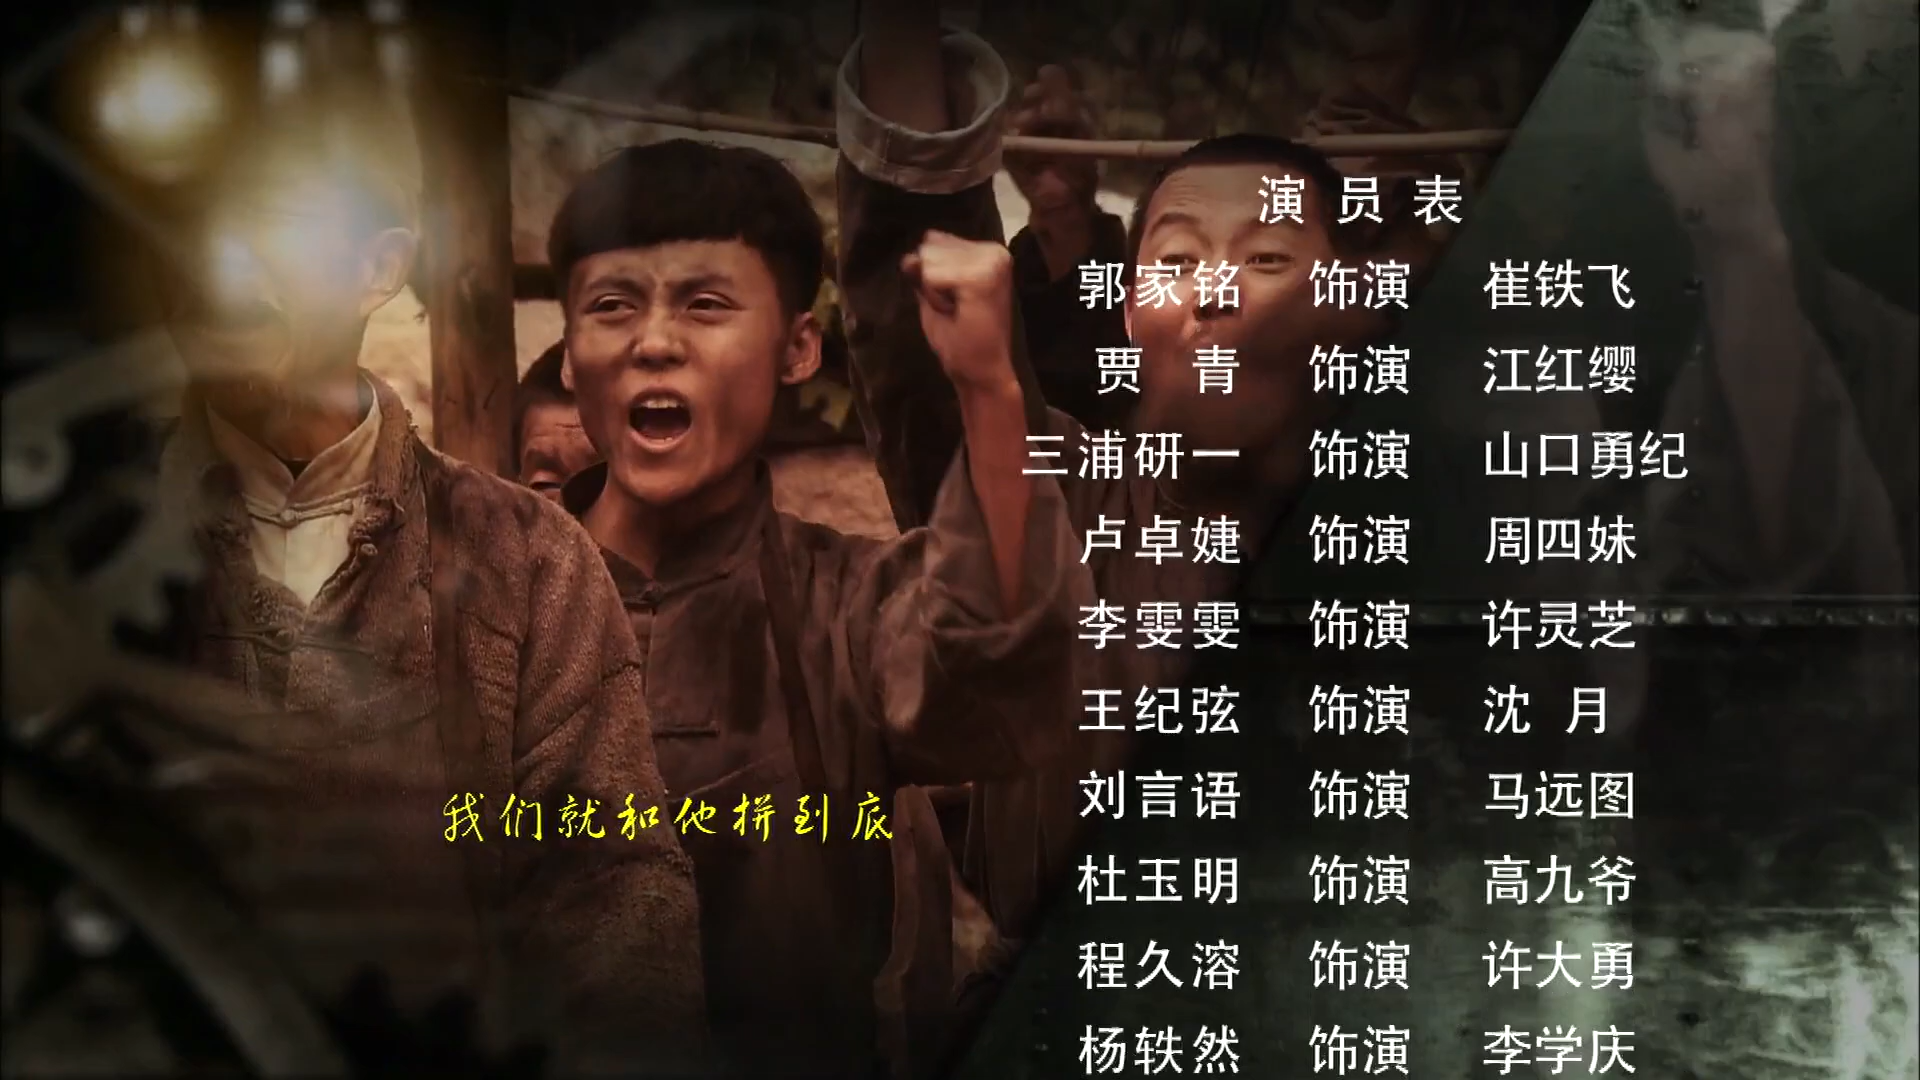 演 员 表
郭家铭 饰演 崔铁飞
贾 青 饰演 江红缨
三浦研一 饰演 山口勇纪
卢卓婕 饰演 周四妹
李雯雯 饰演 许灵芝
王纪弦 饰演 沈 月
刘言语 饰演 马远图
我们就和他拼到底
杜玉明 饰演 高九爷
程久溶 饰演 许大勇
杨轶然 饰演 李学庆